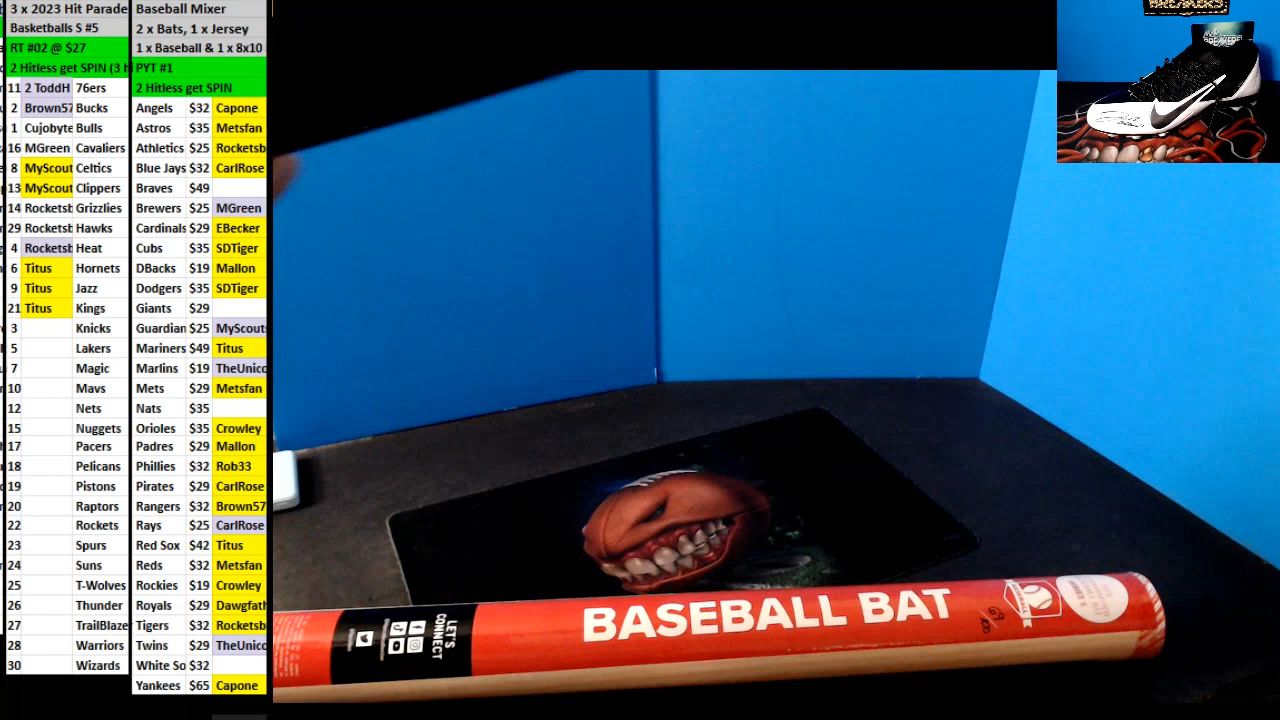 3 x 2023 Hit Parade
Basketballs S #5
RT #02 @ $27
2 Hitless get SPIN (3 h
11 2 ToddH 76ers
2 Brown57 Bucks
1 Cujobyte Bulls
16 MGreen Cavaliers
8 MyScout Celtics
13 MyScout Clippers
14 Rocketsb Grizzlies
29 Rocketsb Hawks
4 Rocketsb Heat
6 Titus Hornets
9 Titus Jazz
21 Titus Kings
3 Knicks
5 Lakers
7 Magic
10 Mavs
12 Nets
15 Nuggets
17 Pacers
18 Pelicans
19 Pistons
20 Raptors
22 Rockets
23 Spurs
24 Suns
25 T-Wolves
26 Thunder
27 TrailBlaze
28 Warriors
30 Wizards
Baseball Mixer
2 x Bats, 1 x Jersey
1 x Baseball & 1 x 8x10
PYT #1
2 Hitless get SPIN
Angels $32 Capone
Astros $35 Metsfan
Athletics $25 Rocketsb
Blue Jays $32 CarlRose
Braves $49
Brewers $25 MGreen
Cardinals $29 EBecker
Cubs $35 SDTiger
DBacks $19 Mallon
Dodgers $35 SDTiger
Giants $29
Guardian $25 MyScouts
Mariners $49 Titus
Marlins $19 TheUnico
Mets $29 Metsfan
Nats $35
Orioles $35 Crowley
Padres $29 Mallon
Phillies $32 Rob33
Pirates $29 CarlRose
Rangers $32 Brown57
Rays $25 CarlRose
Red Sox $42 Titus
Reds $32 Metsfan
Rockies $19 Crowley
Royals $29 Dawgfath
Tigers $32 Rocketsb
Twins $29 TheUnico
White So $32
Yankees $65 Capone
BREAKERS
LET'S
CONNECT
BASEBALL BAT
69/100